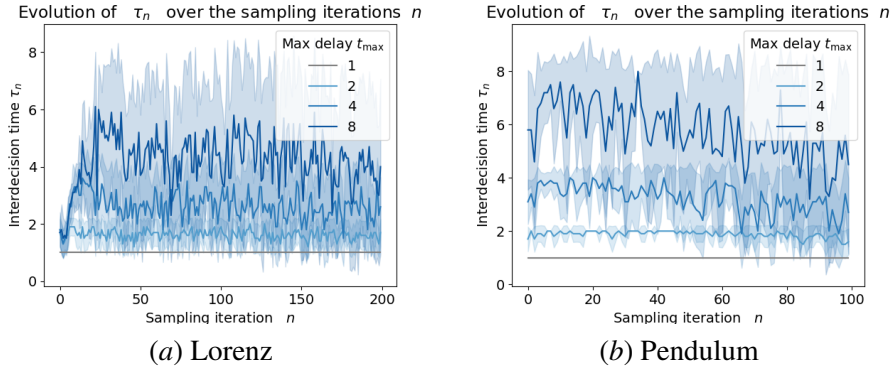 Evolution of τn over the sampling iterations n
Max delay tmax
1
2
4
8
Interdecision time τn
8
6
4
2
0
0
50
100
150
200
Sampling iteration n
(a) Lorenz
Evolution of τn over the sampling iterations n
Max delay tmax
1
2
4
8
Interdecision time τn
8
6
4
2
0
0
20
40
60
80
100
Sampling iteration n
(b) Pendulum